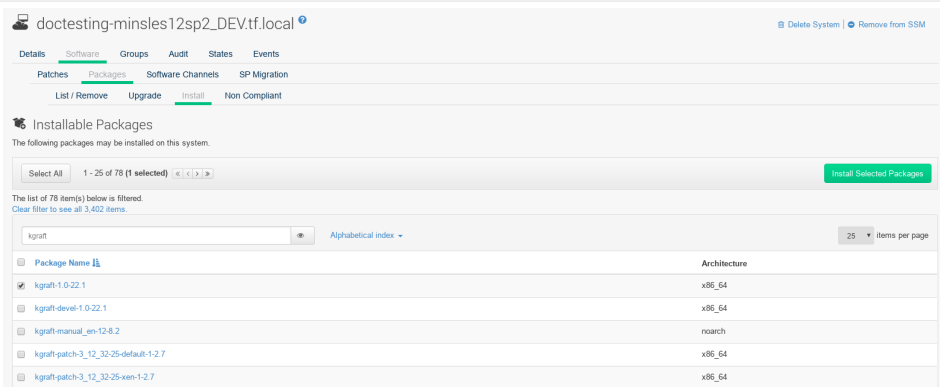 doctesting-minsles12sp2_DEV.tf.local ?
Delete System | Remove from SSM
Details Software Groups Audit States Events
Patches Packages Software Channels SP Migration
List / Remove Upgrade Install Non Compliant
Installable Packages
The following packages may be installed on this system.
Select All 1 - 25 of 78 (1 selected) Install Selected Packages
The list of 78 item(s) below is filtered.
Clear filter to see all 3,402 items.
kgraft Alphabetical index 25 items per page
Package Name Architecture
kgraft-1.0-22.1 x86_64
kgraft-devel-1.0-22.1 x86_64
kgraft-manual_en-12-8.2 noarch
kgraft-patch-3_12_32-25-default-1-2.7 x86_64
kgraft-patch-3_12_32-25-xen-1-2.7 x86_64